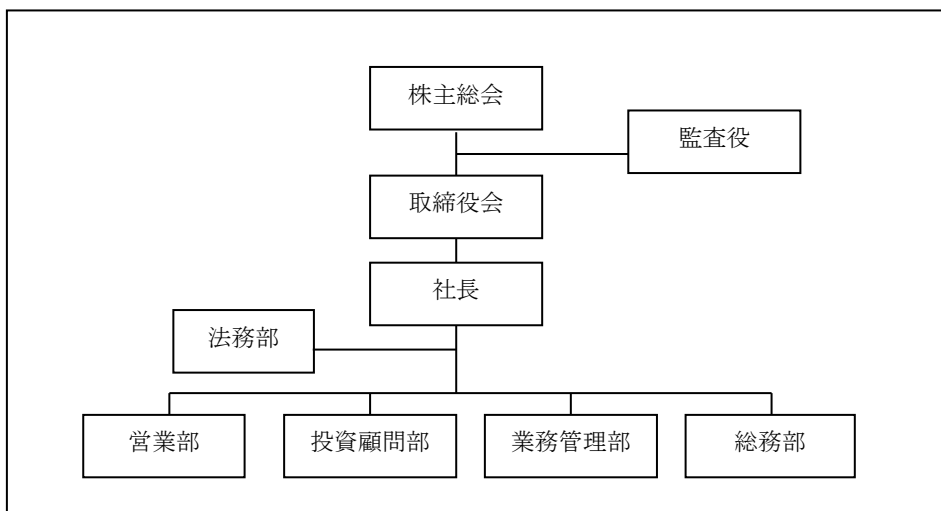 株主総会
監査役
取締役会
社長
法務部
営業部
投資顧問部
業務管理部
総務部